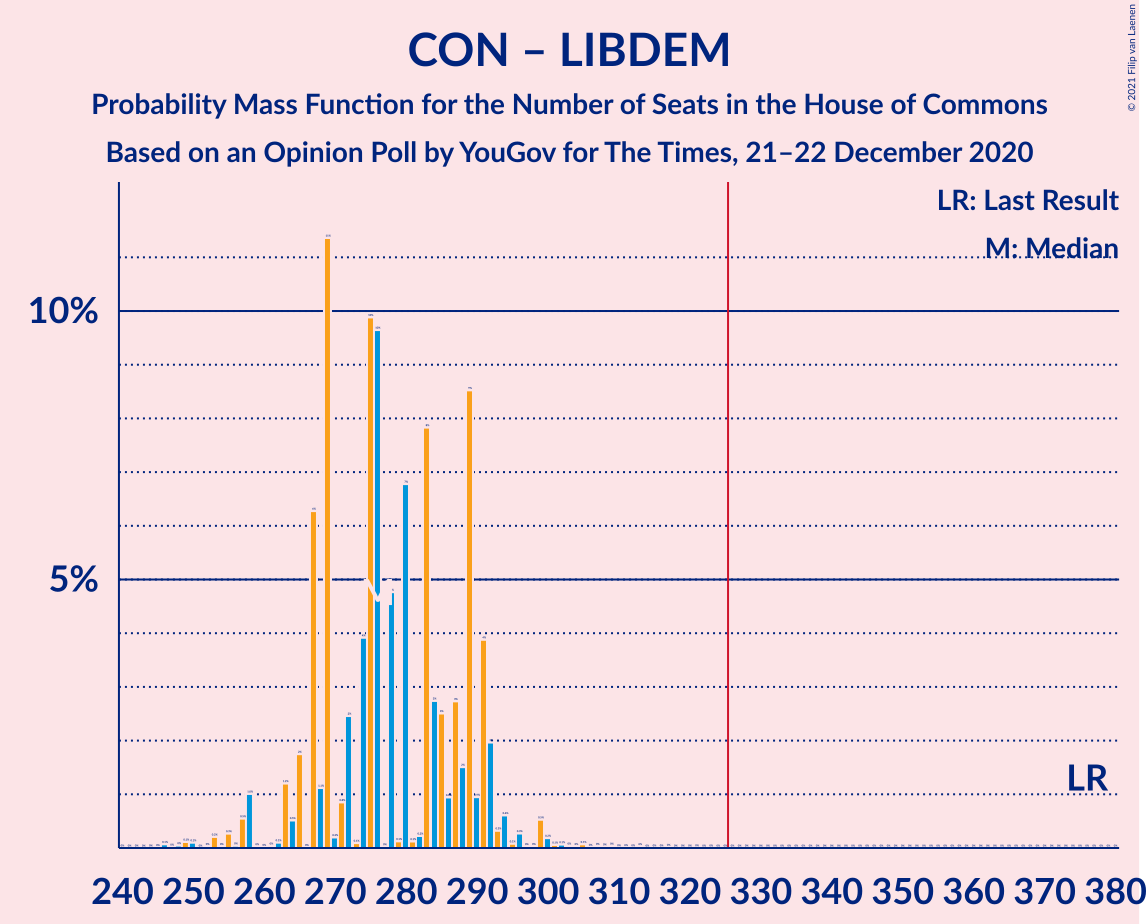 CON – LIBDEM
Probability Mass Function for the Number of Seats in the House of Commons
Based on an Opinion Poll by YouGov for The Times, 21–22 December 2020
© 2021 Filip van Laenen
LR: Last Result
M: Median
10%
5%
M
LR
240 250 260 270 280 290 300 310 320 330 340 350 360 370 380